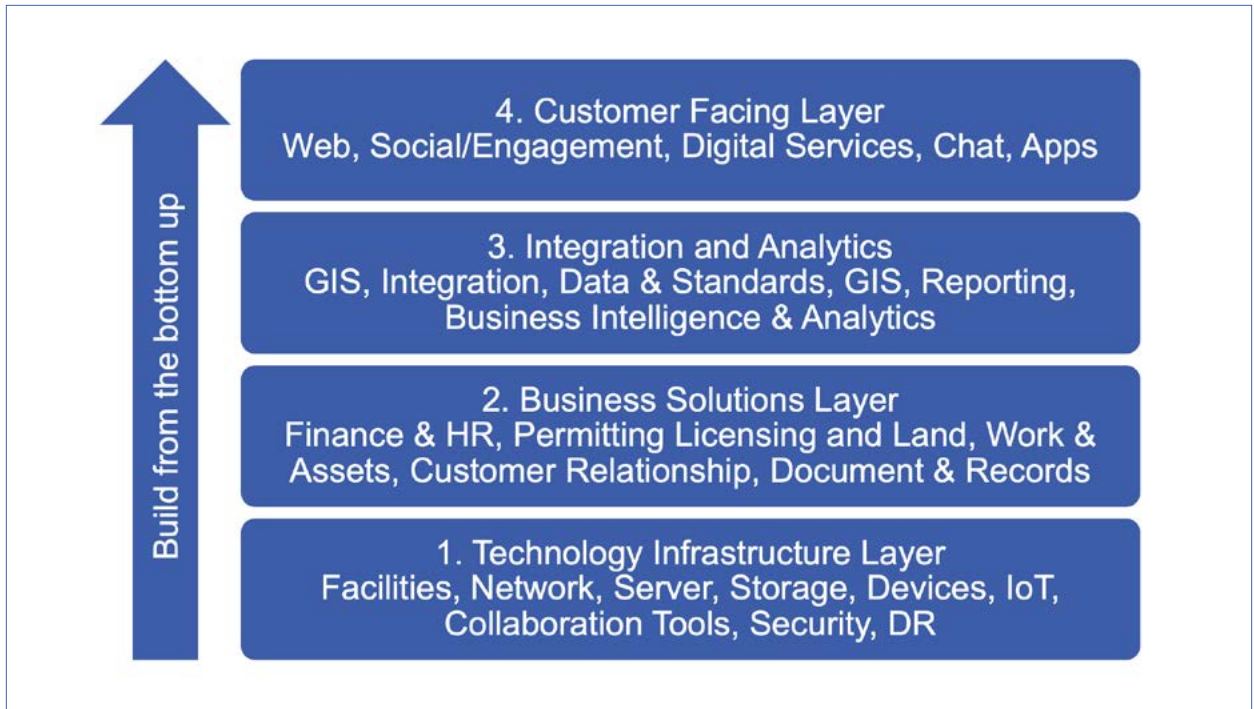 Build from the bottom up
4. Customer Facing Layer
Web, Social/Engagement, Digital Services, Chat, Apps
3. Integration and Analytics
GIS, Integration, Data & Standards, GIS, Reporting,
Business Intelligence & Analytics
2. Business Solutions Layer
Finance & HR, Permitting Licensing and Land, Work &
Assets, Customer Relationship, Document & Records
1. Technology Infrastructure Layer
Facilities, Network, Server, Storage, Devices, IoT,
Collaboration Tools, Security, DR